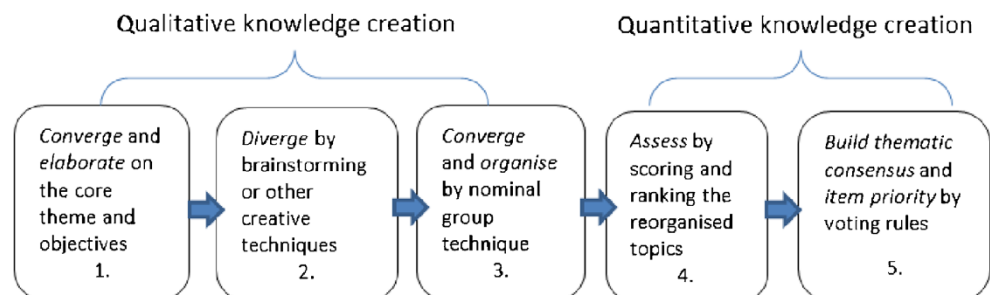 Qualitative knowledge creation
Quantitative knowledge creation
Converge and
elaborate on
the core
theme and
objectives
1.
Diverge by
brainstorming
or other
creative
techniques
2.
Converge
and organise
by nominal
group
technique
3.
Assess by
scoring and
ranking the
reorganised
topics
4.
Build thematic
consensus and
item priority by
voting rules
5.